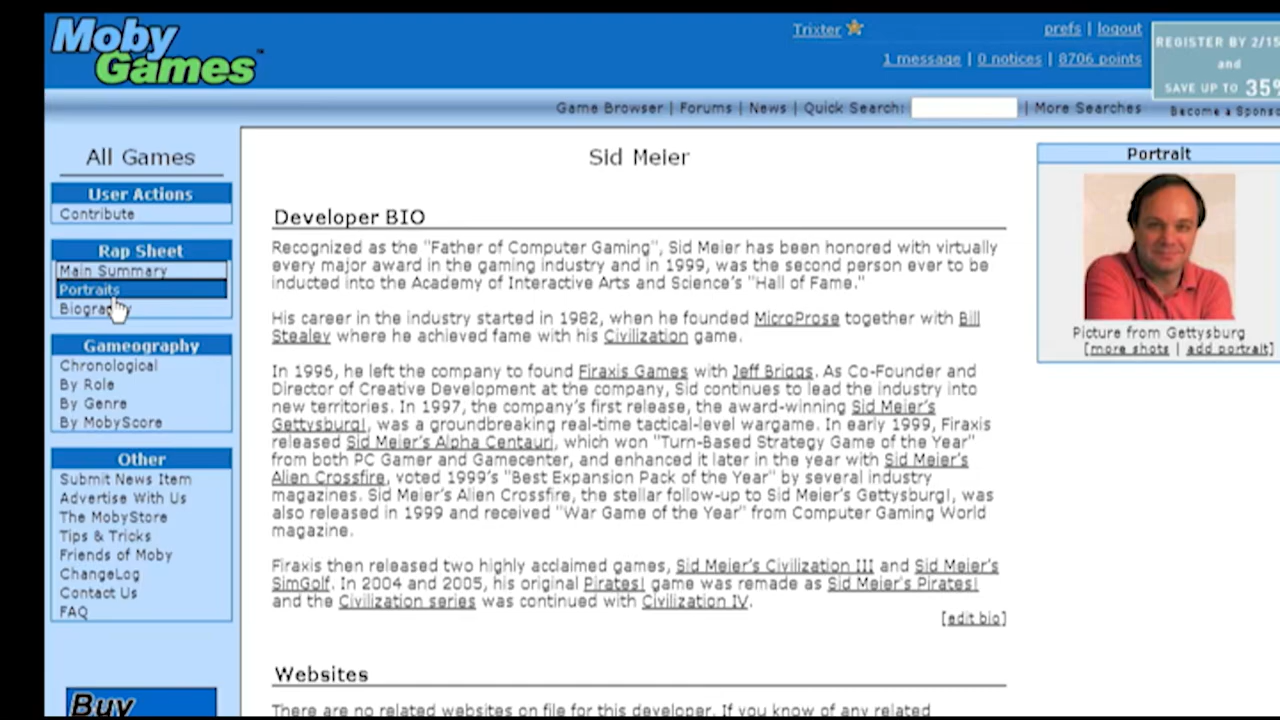 Moby Games
Trixter
prefs | logout
1 message | 0 notices | 8706 points
REGISTER BY 2/15
and
SAVE UP TO 35%
Become a Sponso
Game Browser | Forums | News | Quick Search: | More Searches
All Games
User Actions
Contribute
Rap Sheet
Main Summary
Portraits
Biography
Gameography
Chronological
By Role
By Genre
By MobyScore
Other
Submit News Item
Advertise With Us
The MobyStore
Tips & Tricks
Friends of Moby
ChangeLog
Contact Us
FAQ
Buy
Sid Meier
Developer BIO
Recognized as the "Father of Computer Gaming", Sid Meier has been honored with virtually
every major award in the gaming industry and in 1999, was the second person ever to be
inducted into the Academy of Interactive Arts and Science's "Hall of Fame."
His career in the industry started in 1982, when he founded MicroProse together with Bill
Stealey where he achieved fame with his Civilization game.
In 1996, he left the company to found Firaxis Games with Jeff Briggs. As Co-Founder and
Director of Creative Development at the company, Sid continues to lead the industry into
new territories. In 1997, the company's first release, the award-winning Sid Meier's
Gettysburg!, was a groundbreaking real-time tactical-level wargame. In early 1999, Firaxis
released Sid Meier's Alpha Centauri, which won "Turn-Based Strategy Game of the Year"
from both PC Gamer and Gamecenter, and enhanced it later in the year with Sid Meier's
Alien Crossfire, voted 1999's "Best Expansion Pack of the Year" by several industry
magazines. Sid Meier's Alien Crossfire, the stellar follow-up to Sid Meier's Gettysburg!, was
also released in 1999 and received "War Game of the Year" from Computer Gaming World
magazine.
Firaxis then released two highly acclaimed games, Sid Meier's Civilization III and Sid Meier's
SimGolf. In 2004 and 2005, his original Pirates! game was remade as Sid Meier's Pirates!
and the Civilization series was continued with Civilization IV.
[edit bio]
Websites
There are no related websites on file for this developer. If you know of any related
Portrait
Picture from Gettysburg
[more shots | add portrait]